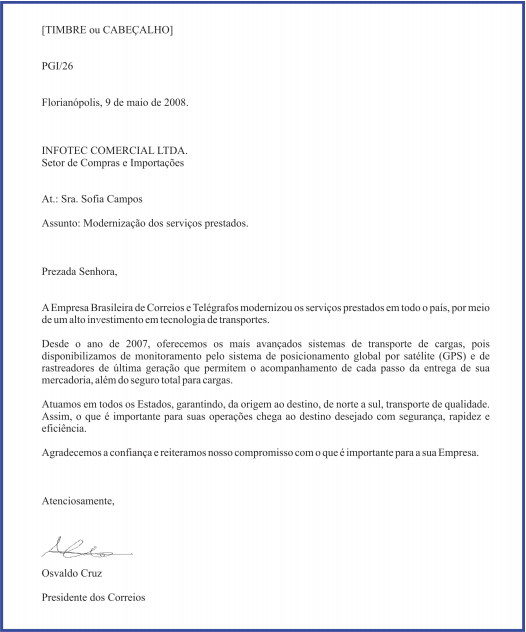 [TIMBRE ou CABEÇALHO]
PGI/26
Florianópolis, 9 de maio de 2008.
INFOTEC COMERCIAL LTDA.
Setor de Compras e Importações
At.: Sra. Sofia Campos
Assunto: Modernização dos serviços prestados.
Prezada Senhora,
A Empresa Brasileira de Correios e Telégrafos modernizou os serviços prestados em todo o país, por meio
de um alto investimento em tecnologia de transportes.
Desde o ano de 2007, oferecemos os mais avançados sistemas de transporte de cargas, pois
disponibilizamos de monitoramento pelo sistema de posicionamento global por satélite (GPS) e de
rastreadores de última geração que permitem o acompanhamento de cada passo da entrega de sua
mercadoria, além do seguro total para cargas.
Atuamos em todos os Estados, garantindo, da origem ao destino, de norte a sul, transporte de qualidade.
Assim, o que é importante para suas operações chega ao destino desejado com segurança, rapidez e
eficiência.
Agradecemos a confiança e reiteramos nosso compromisso com o que é importante para a sua Empresa.
Atenciosamente,
Osvaldo Cruz
Presidente dos Correios